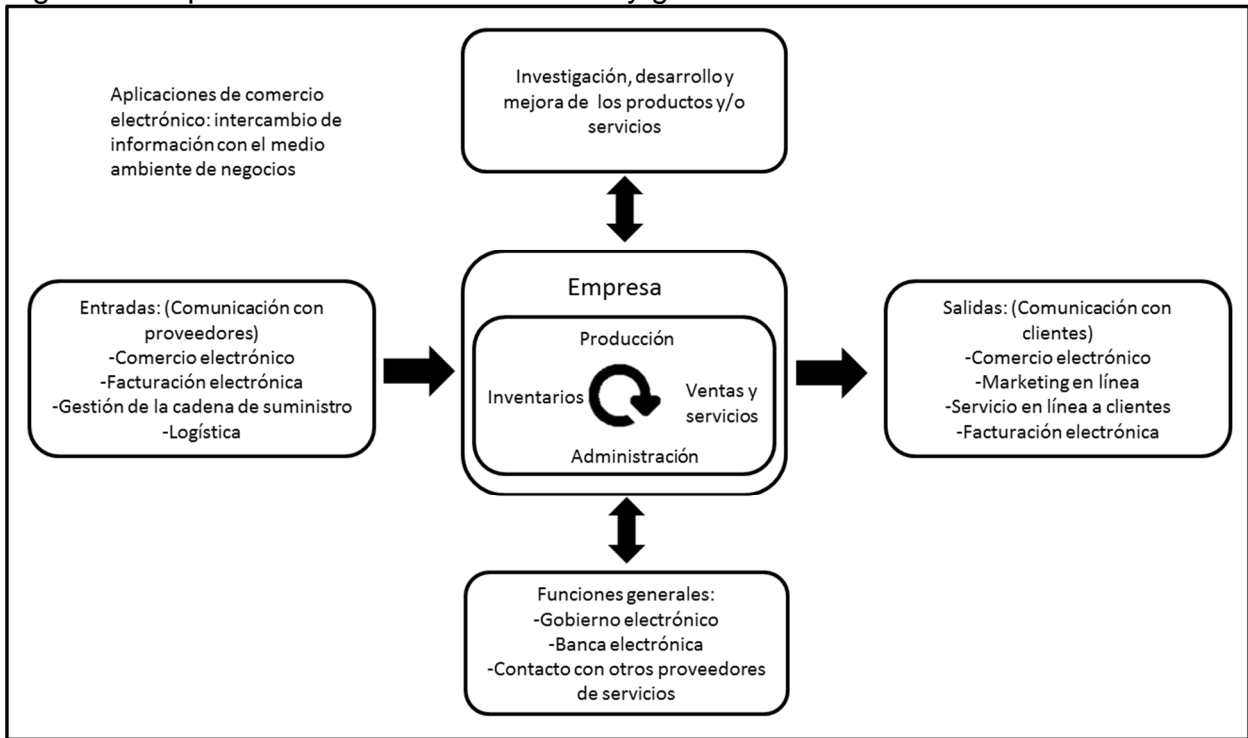 Aplicaciones de comercio
electrónico: intercambio de
información con el medio
ambiente de negocios
Investigación, desarrollo y
mejora de los productos y/o
servicios
Entradas: (Comunicación con
proveedores)
-Comercio electrónico
-Facturación electrónica
-Gestión de la cadena de suministro
-Logística
Empresa
Producción
Inventarios
Ventas y
servicios
Administración
Salidas: (Comunicación con
clientes)
-Comercio electrónico
-Marketing en línea
-Servicio en línea a clientes
-Facturación electrónica
Funciones generales:
-Gobierno electrónico
-Banca electrónica
-Contacto con otros proveedores
de servicios